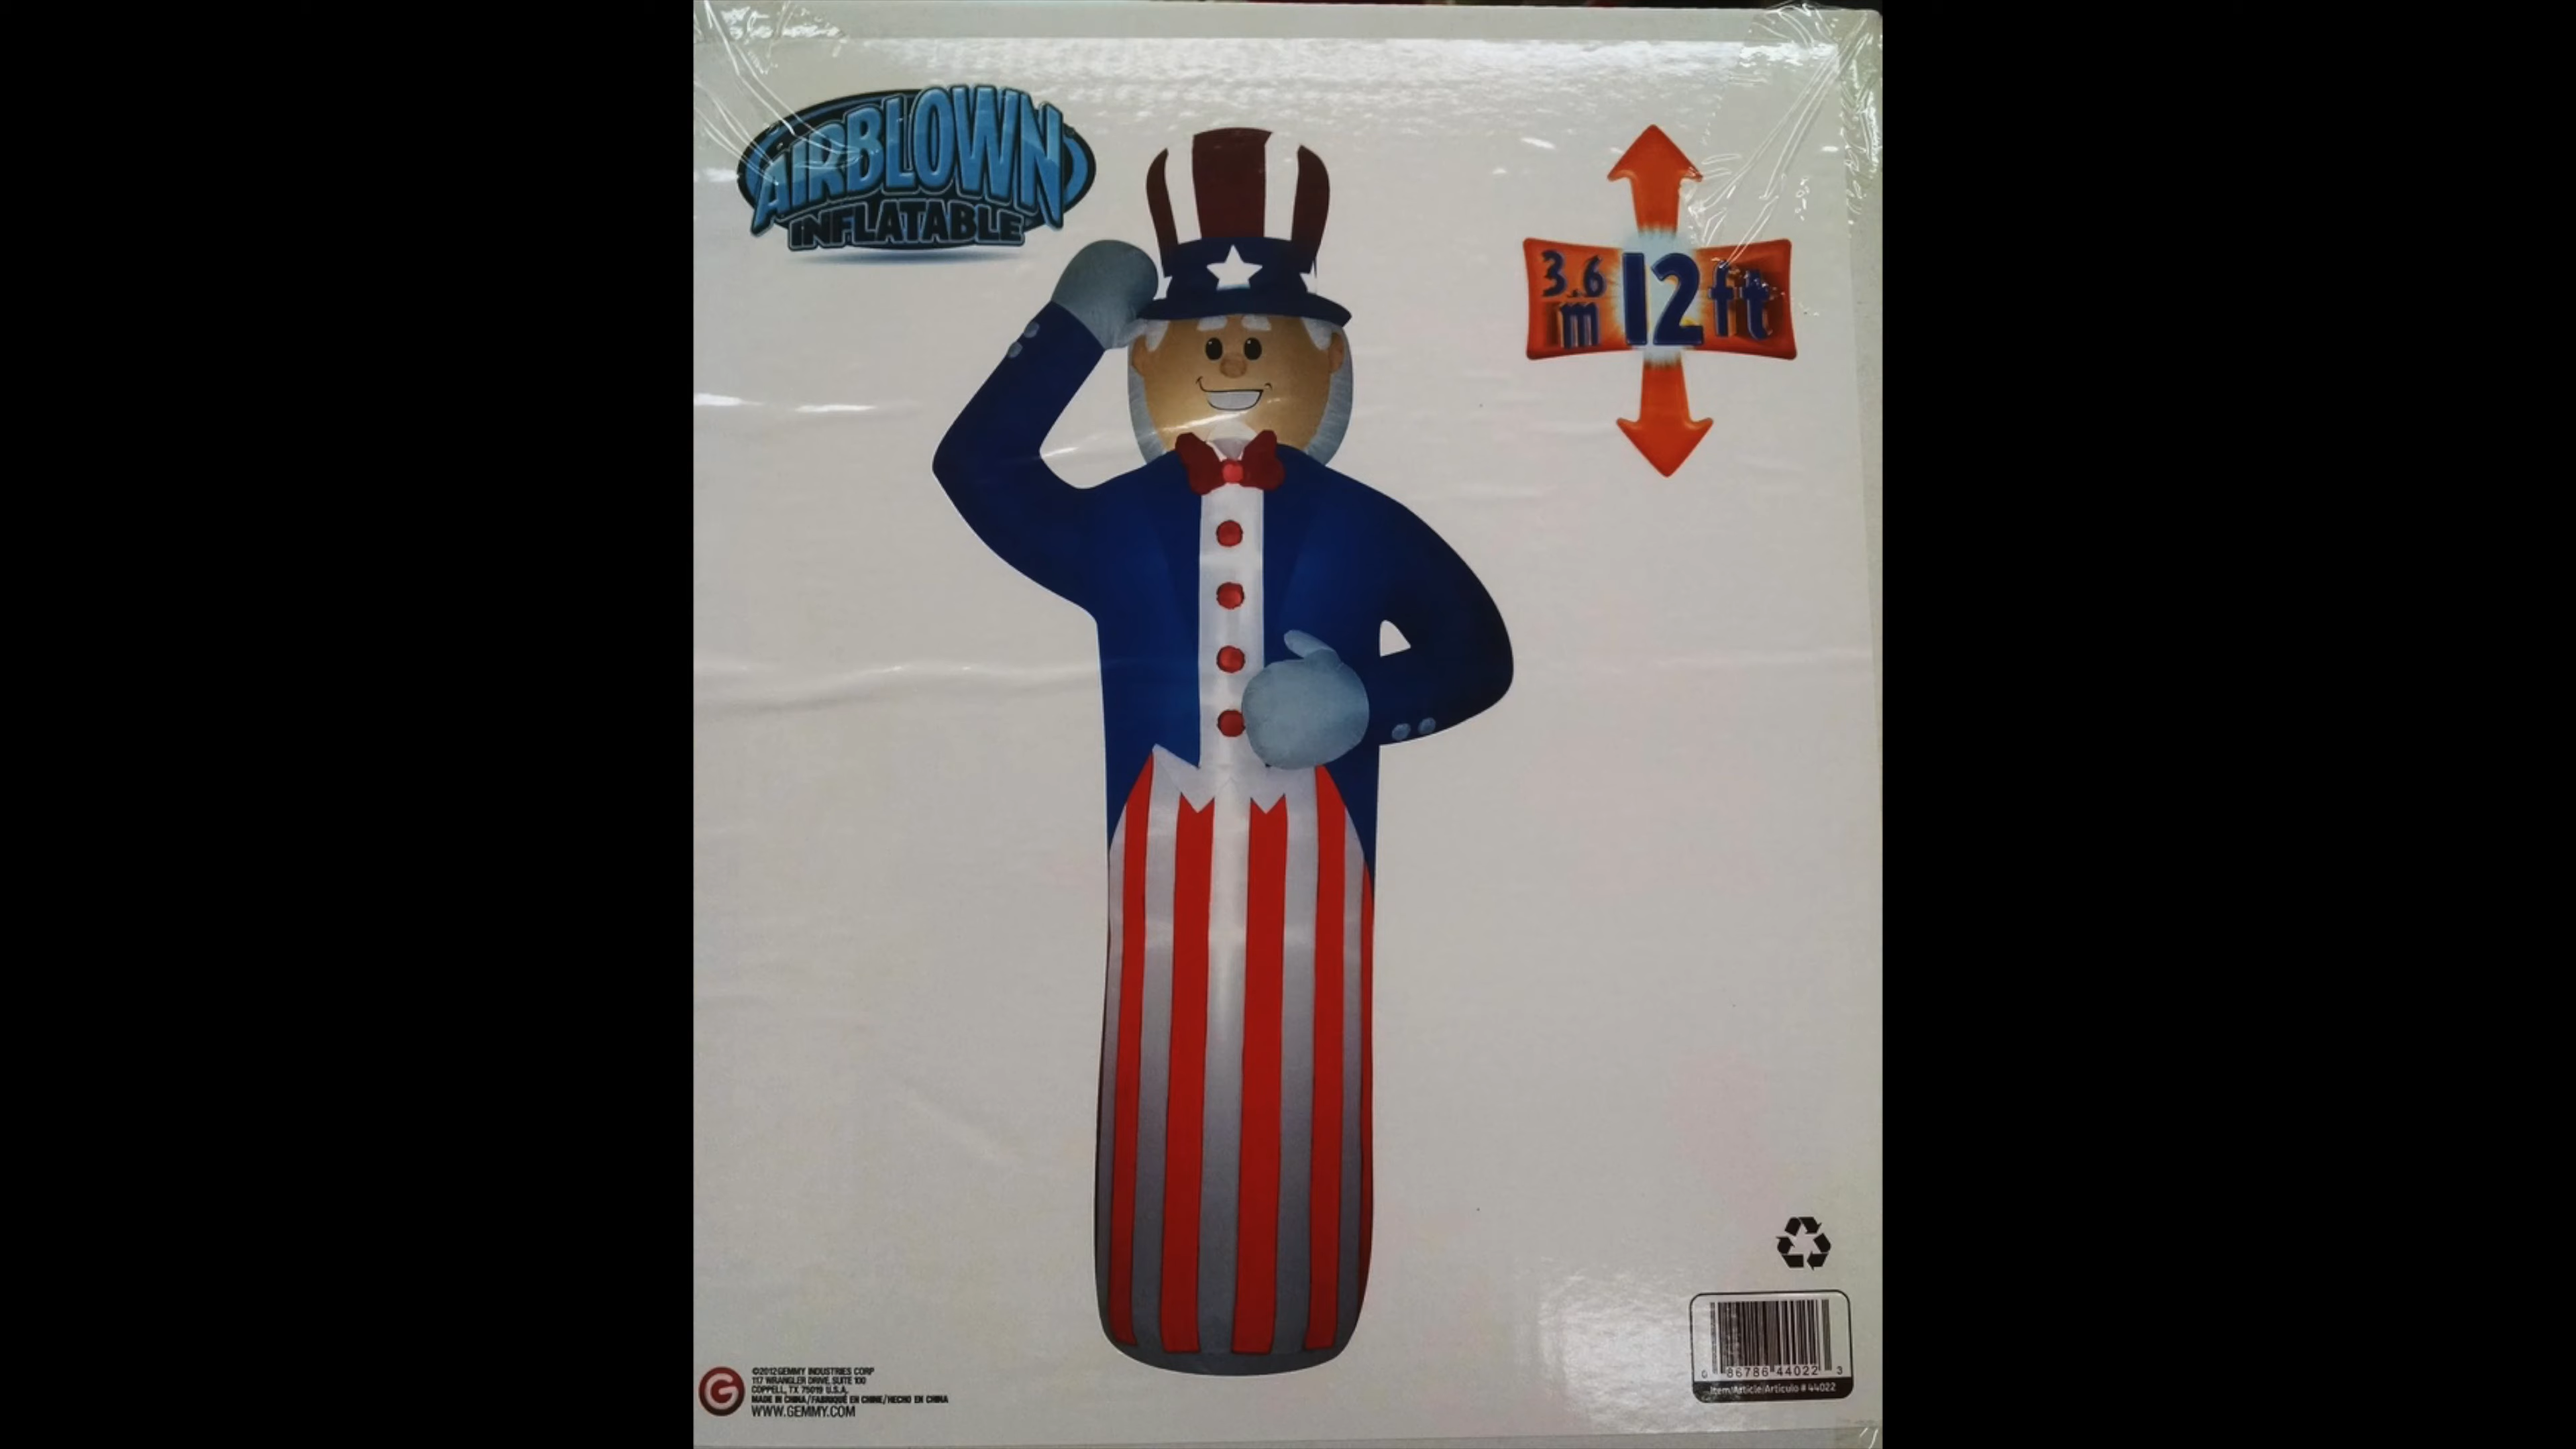 AIRBLOWN
INFLATABLE
3.6 m 12 ft
©2012 GEMMY INDUSTRIES CORP
117 WRANGLER DRIVE, SUITE 100
COPPELL, TX 75019 U.S.A.
MADE IN CHINA/FABRIQUÉ EN CHINE/HECHO EN CHINA
WWW.GEMMY.COM
0 86786 44022 3
Item/Article/Artículo # 44022